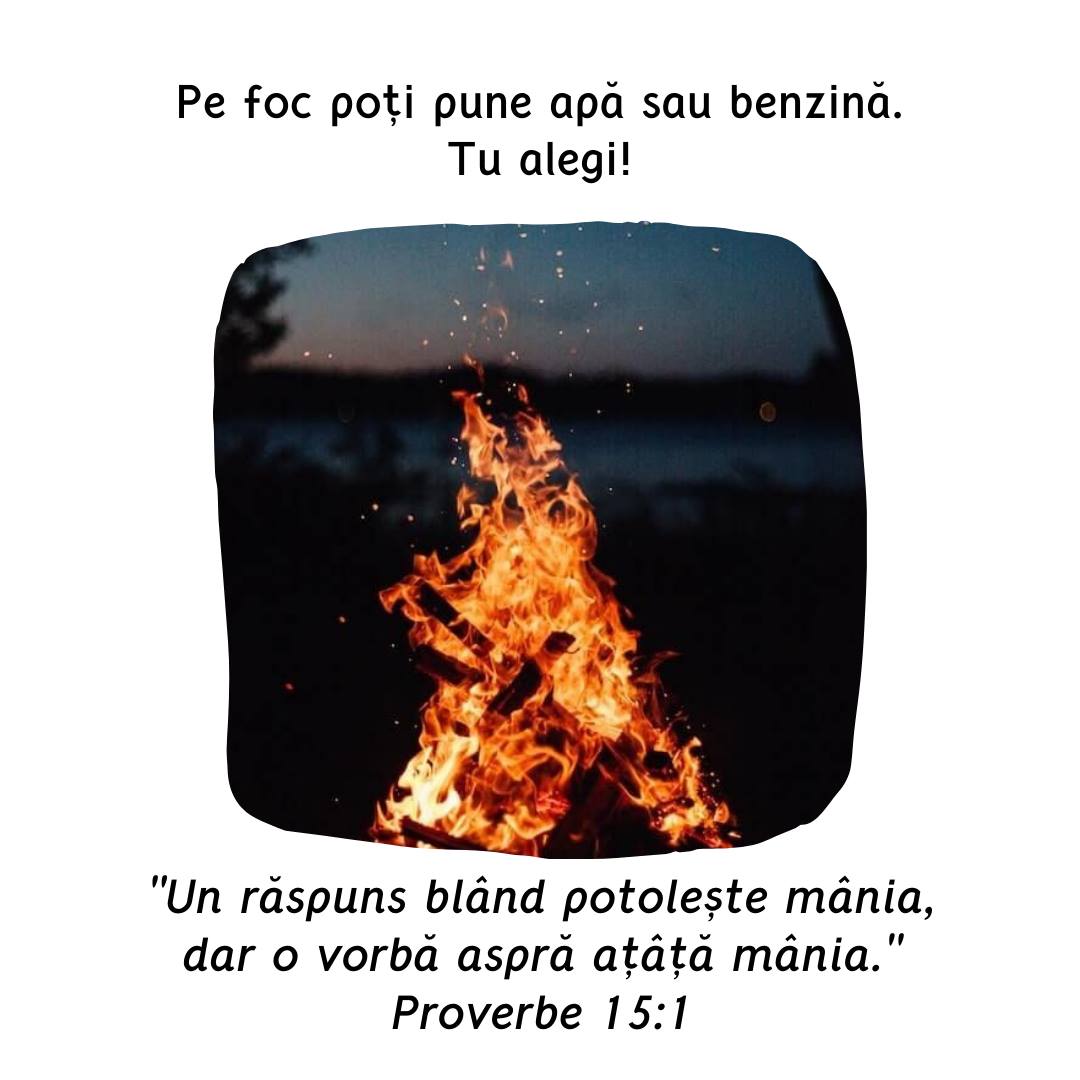 Pe foc poți pune apă sau benzină.
Tu alegi!
"Un răspuns blând potolește mânia,
dar o vorbă aspră ațâță mânia."
Proverbe 15:1